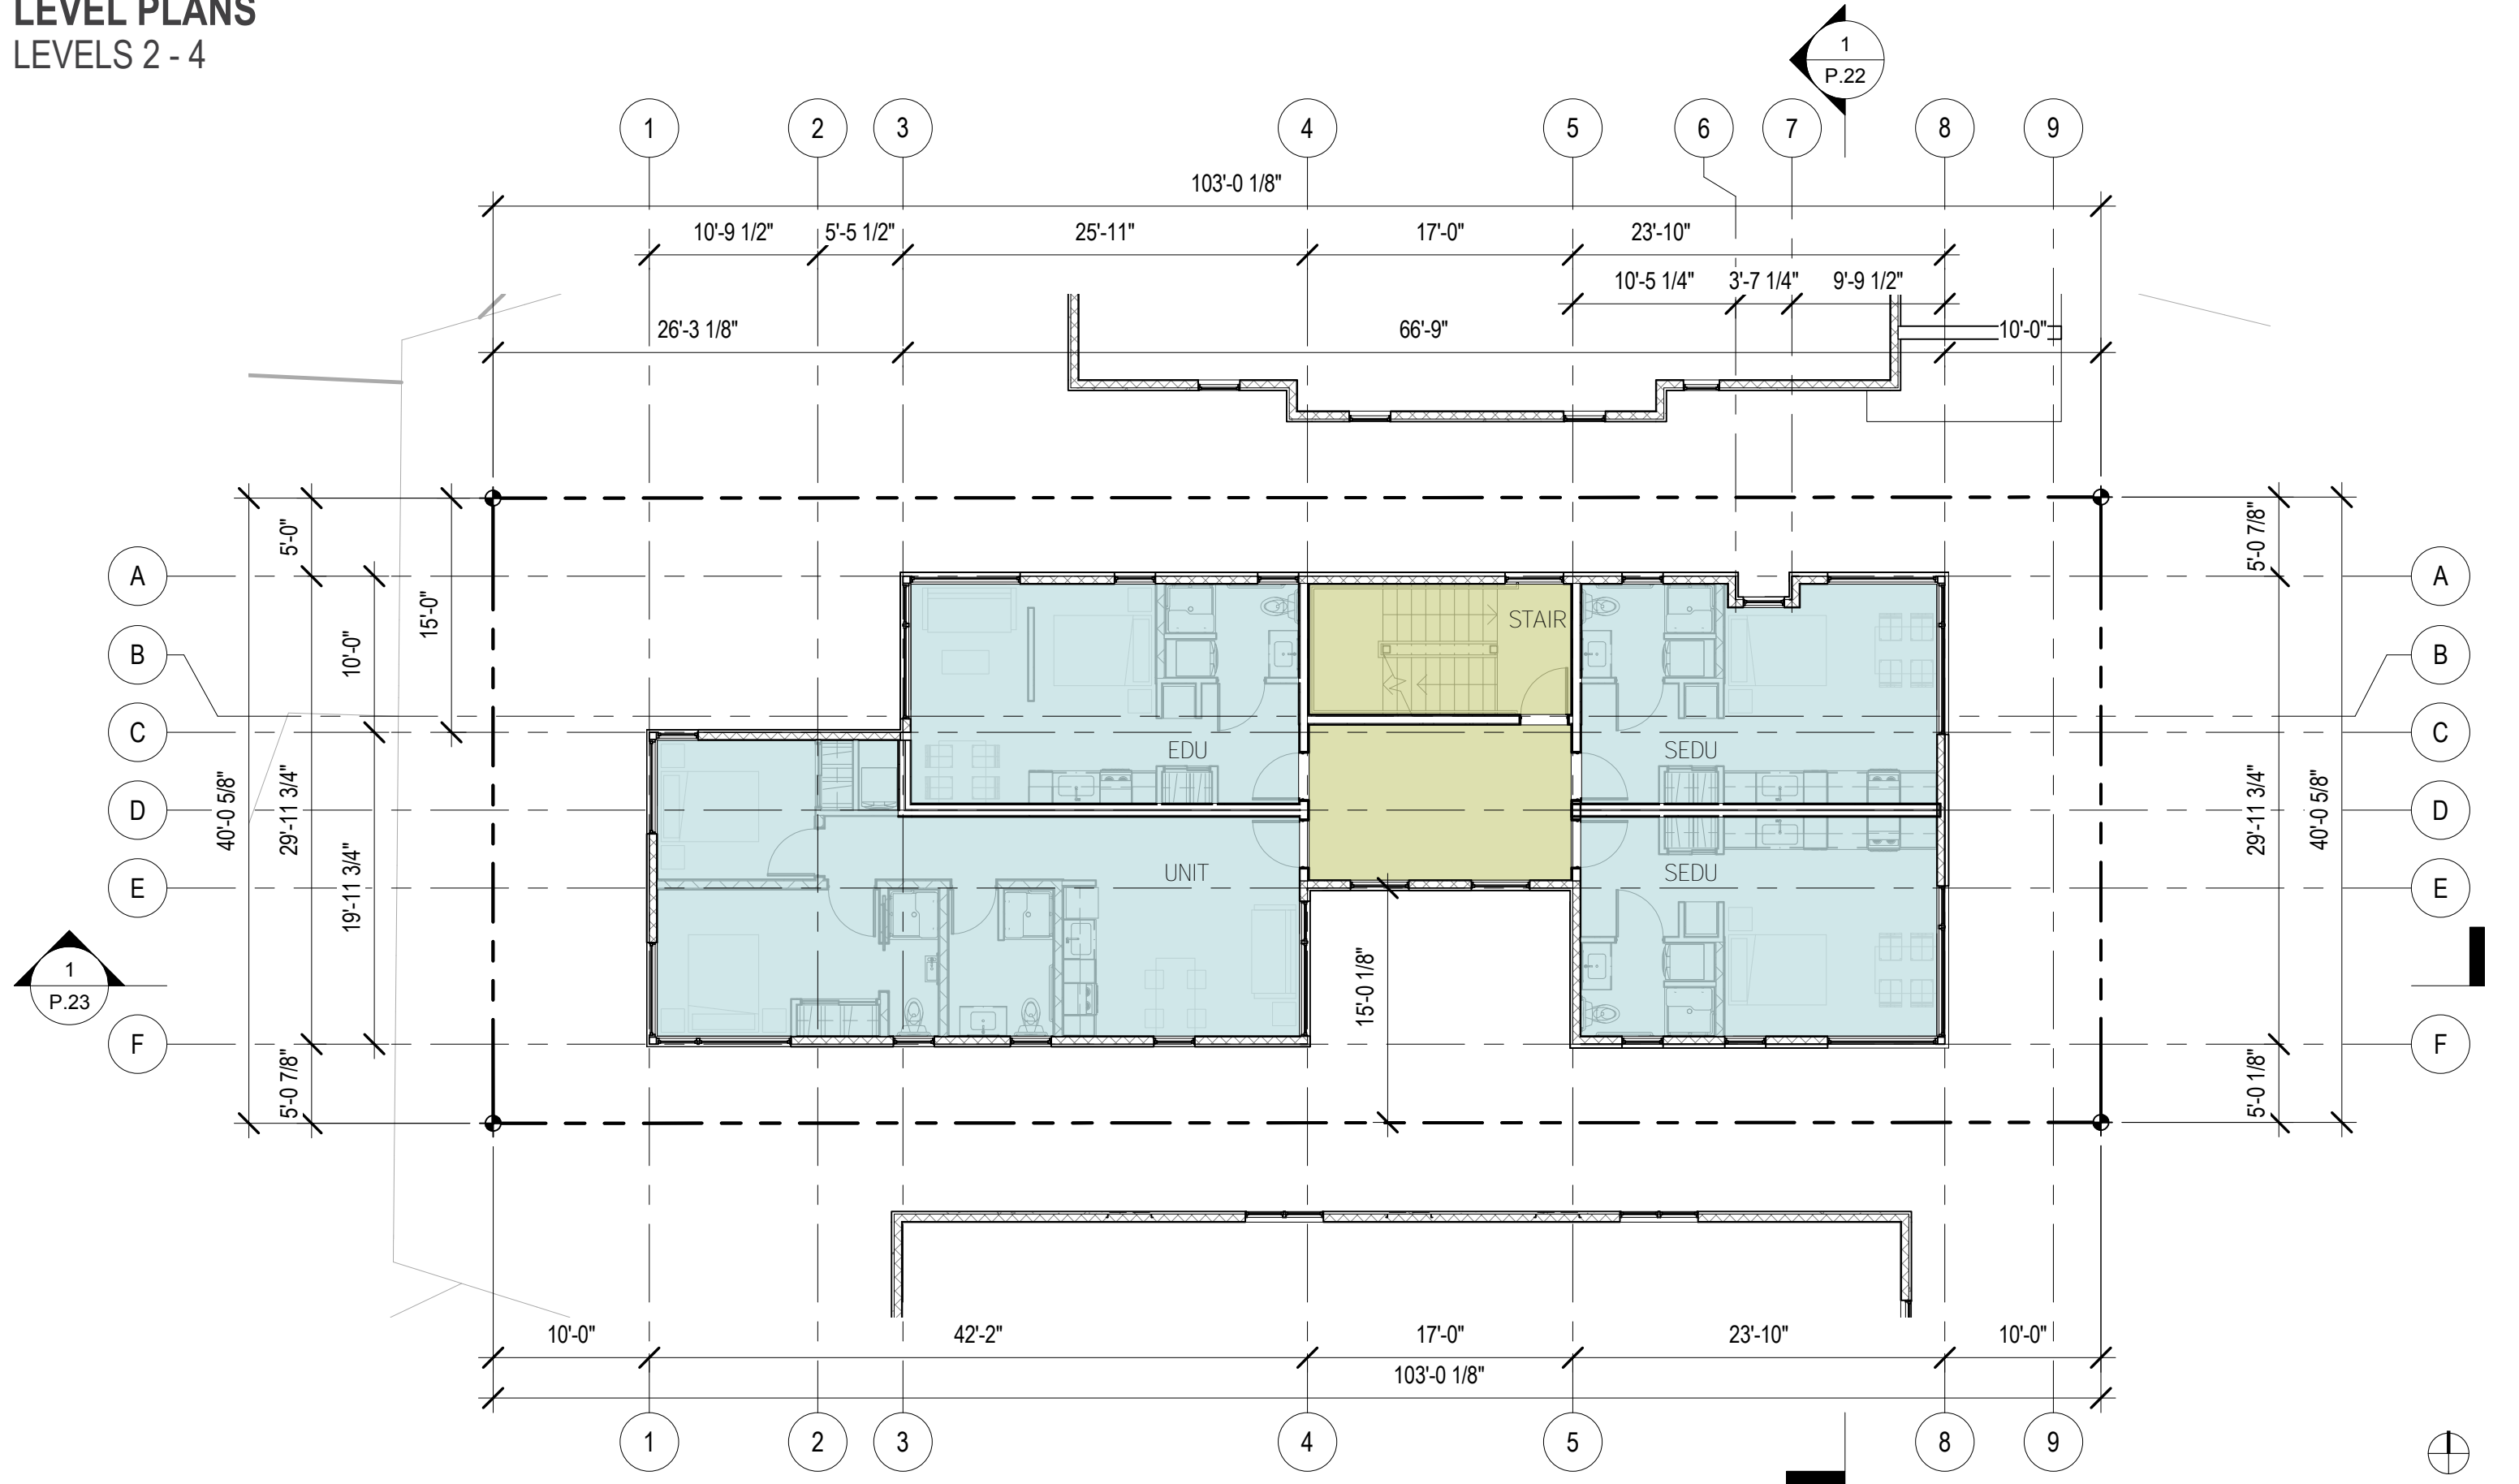 LEVEL PLANS
LEVELS 2 - 4
1
P.22
1 2 3 4 5 6 7 8 9
103'-0 1/8"
10'-9 1/2" 5'-5 1/2" 25'-11" 17'-0" 23'-10"
10'-5 1/4" 3'-7 1/4" 9'-9 1/2"
26'-3 1/8" 66'-9" 10'-0"
5'-0"
5'-0 7/8"
A
A
15'-0"
STAIR
B
B
10'-0"
C
C
EDU
SEDU
40'-0 5/8"
29'-11 3/4"
29'-11 3/4"
40'-0 5/8"
D
D
UNIT
SEDU
E
E
19'-11 3/4"
15'-0 1/8"
1
P.23
F
F
5'-0 7/8"
5'-0 1/8"
10'-0" 42'-2" 17'-0" 23'-10" 10'-0"
103'-0 1/8"
1 2 3 4 5 8 9